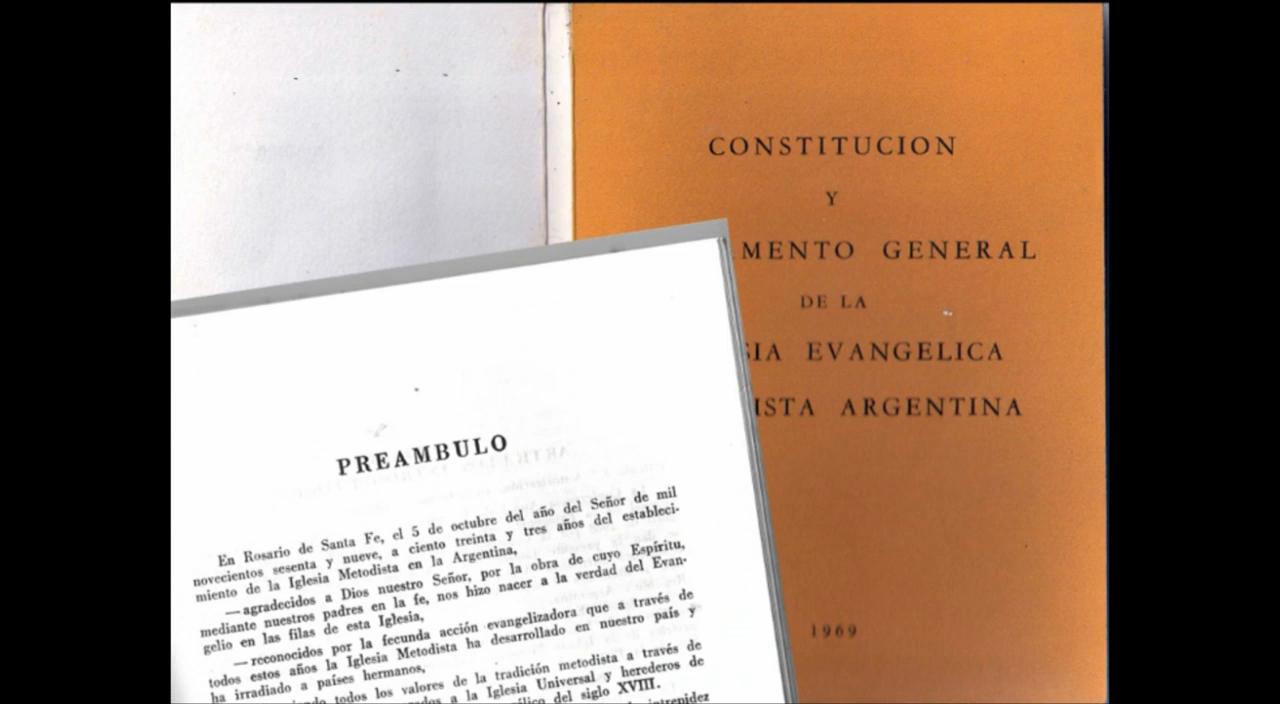 CONSTITUCION
Y
MENTO GENERAL
DE LA
EVANGELICA
ARGENTINA
1969
PREAMBULO
En Rosario de Santa Fe, el 5 de octubre del año del Señor de mil
novecientos sesenta y nueve, a ciento treinta y tres años del estableci-
miento de la Iglesia Metodista en la Argentina,
—agradecidos a Dios nuestro Señor, por la obra de cuyo Espíritu,
mediante nuestros padres en la fe, nos hizo nacer a la verdad del Evan-
gelio en las filas de esta Iglesia,
—reconocidos por la fecunda acción evangelizadora que a través de
todos estos años la Iglesia Metodista ha desarrollado en nuestro país y
ha irradiado a países hermanos,
todos los valores de la tradición metodista a través de
a la Iglesia Universal y herederos de
del siglo XVIII.
intrepidez